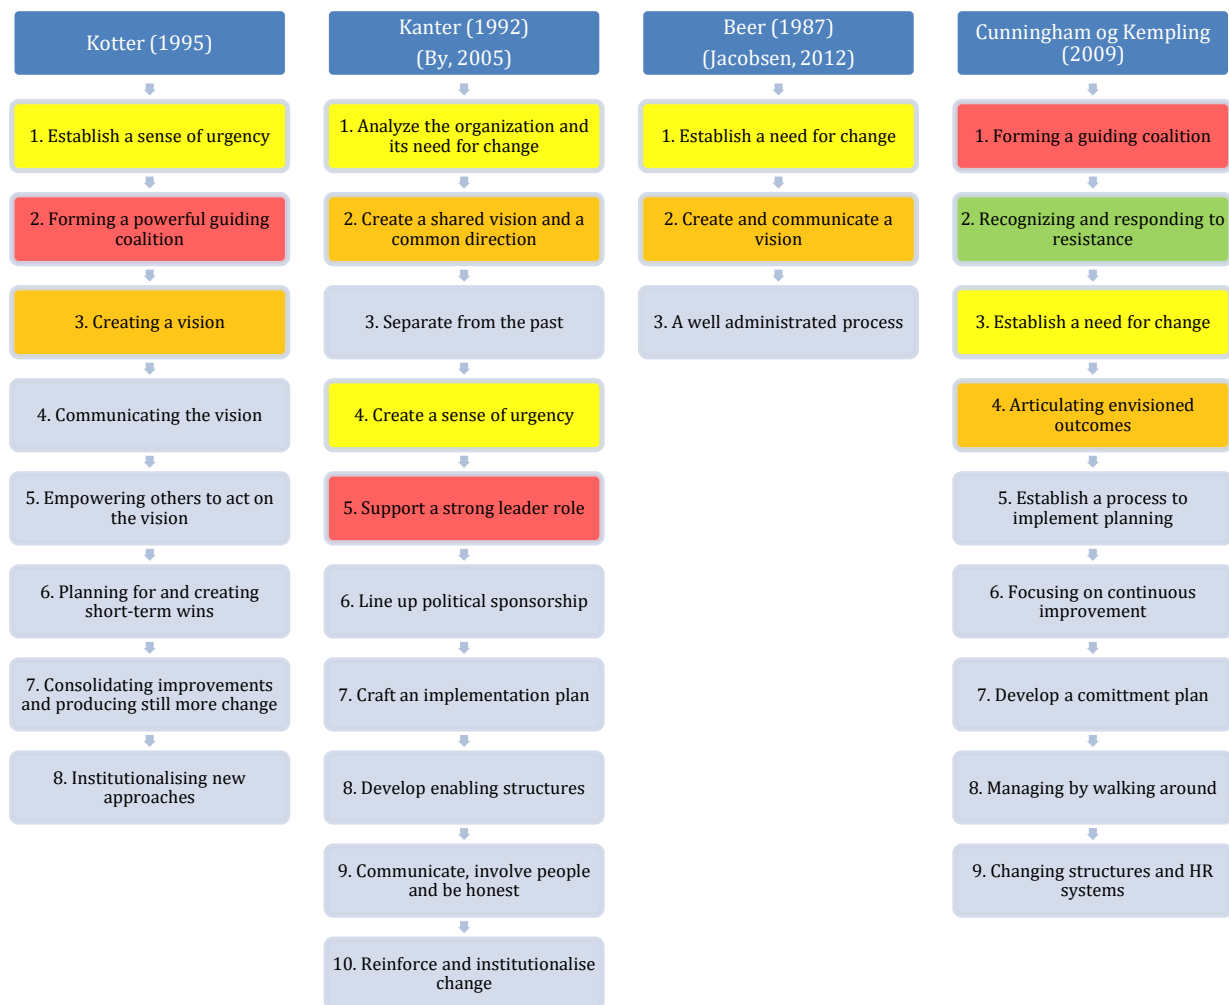 Kotter (1995)
1. Establish a sense of urgency
2. Forming a powerful guiding
coalition
3. Creating a vision
4. Communicating the vision
5. Empowering others to act on
the vision
6. Planning for and creating
short-term wins
7. Consolidating improvements
and producing still more change
8. Institutionalising new
approaches
Kanter (1992)
(By, 2005)
1. Analyze the organization and
its need for change
2. Create a shared vision and a
common direction
3. Separate from the past
4. Create a sense of urgency
5. Support a strong leader role
6. Line up political sponsorship
7. Craft an implementation plan
8. Develop enabling structures
9. Communicate, involve people
and be honest
10. Reinforce and institutionalise
change
Beer (1987)
(Jacobsen, 2012)
1. Establish a need for change
2. Create and communicate a
vision
3. A well administrated process
Cunningham og Kempling
(2009)
1. Forming a guiding coalition
2. Recognizing and responding to
resistance
3. Establish a need for change
4. Articulating envisioned
outcomes
5. Establish a process to
implement planning
6. Focusing on continuous
improvement
7. Develop a comittment plan
8. Managing by walking around
9. Changing structures and HR
systems